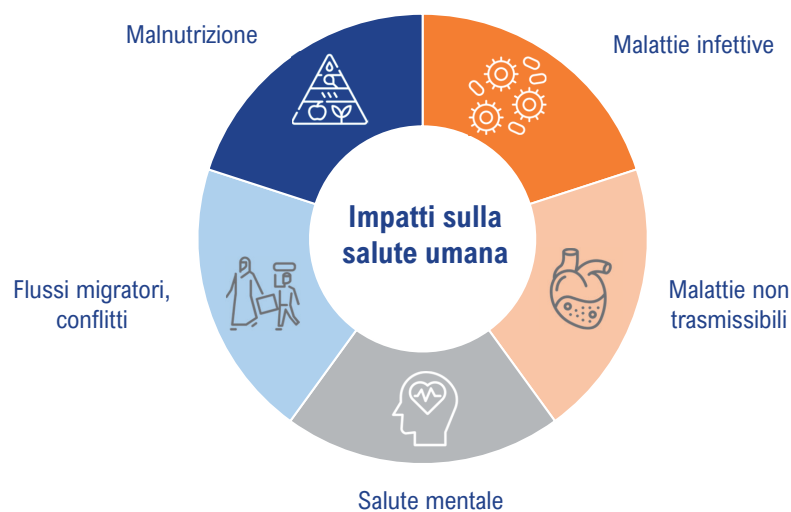 Malnutrizione
Malattie infettive
Impatti sulla
salute umana
Flussi migratori,
conflitti
Malattie non
trasmissibili
Salute mentale